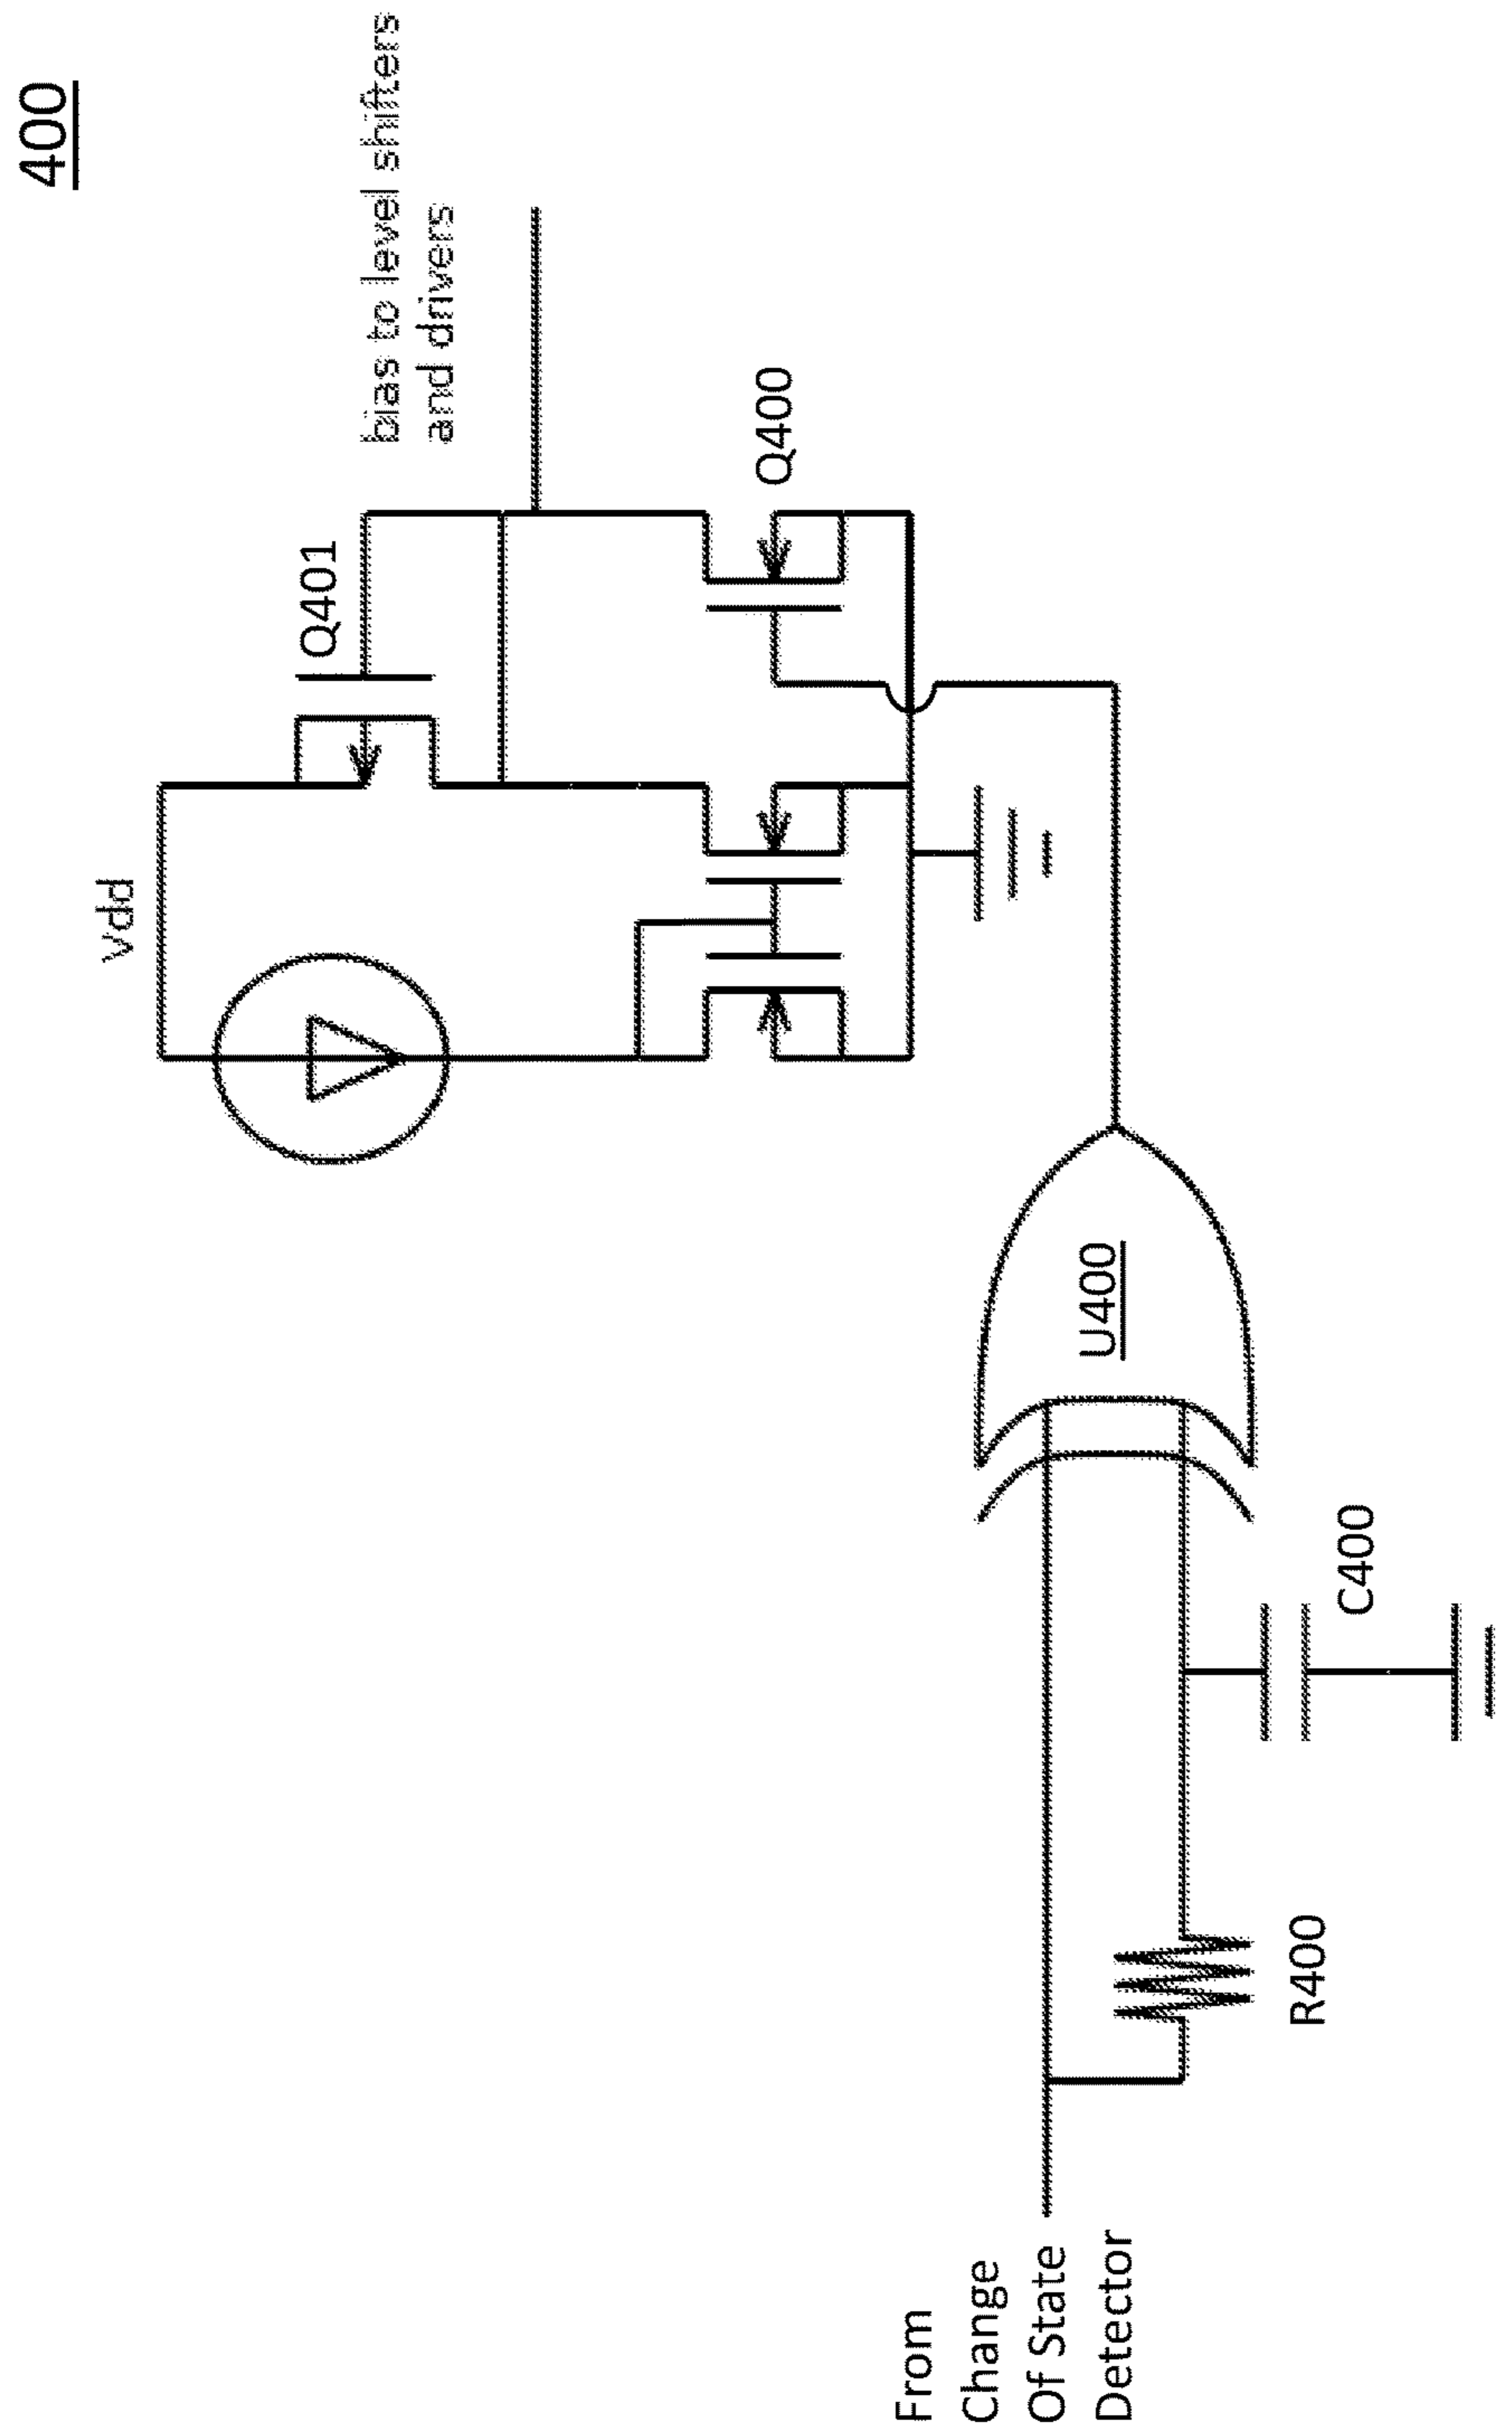 400
bias to level shifters
and drivers
Vdd
Q401
Q400
U400
From
Change
Of State
Detector
R400
C400